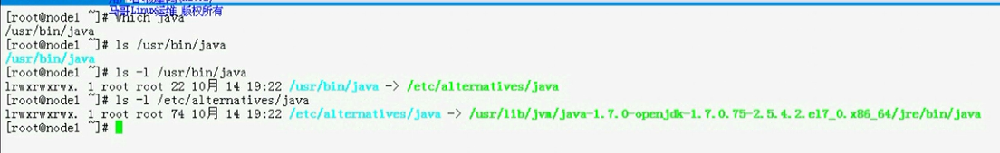 马哥Linux运维 版权所有
[root@node1 ~]# which java
/usr/bin/java
[root@node1 ~]# ls /usr/bin/java
/usr/bin/java
[root@node1 ~]# ls -l /usr/bin/java
lrwxrwxrwx. 1 root root 22 10月 14 19:22 /usr/bin/java -> /etc/alternatives/java
[root@node1 ~]# ls -l /etc/alternatives/java
lrwxrwxrwx. 1 root root 74 10月 14 19:22 /etc/alternatives/java -> /usr/lib/jvm/java-1.7.0-openjdk-1.7.0.75-2.5.4.2.el7_0.x86_64/jre/bin/java
[root@node1 ~]#